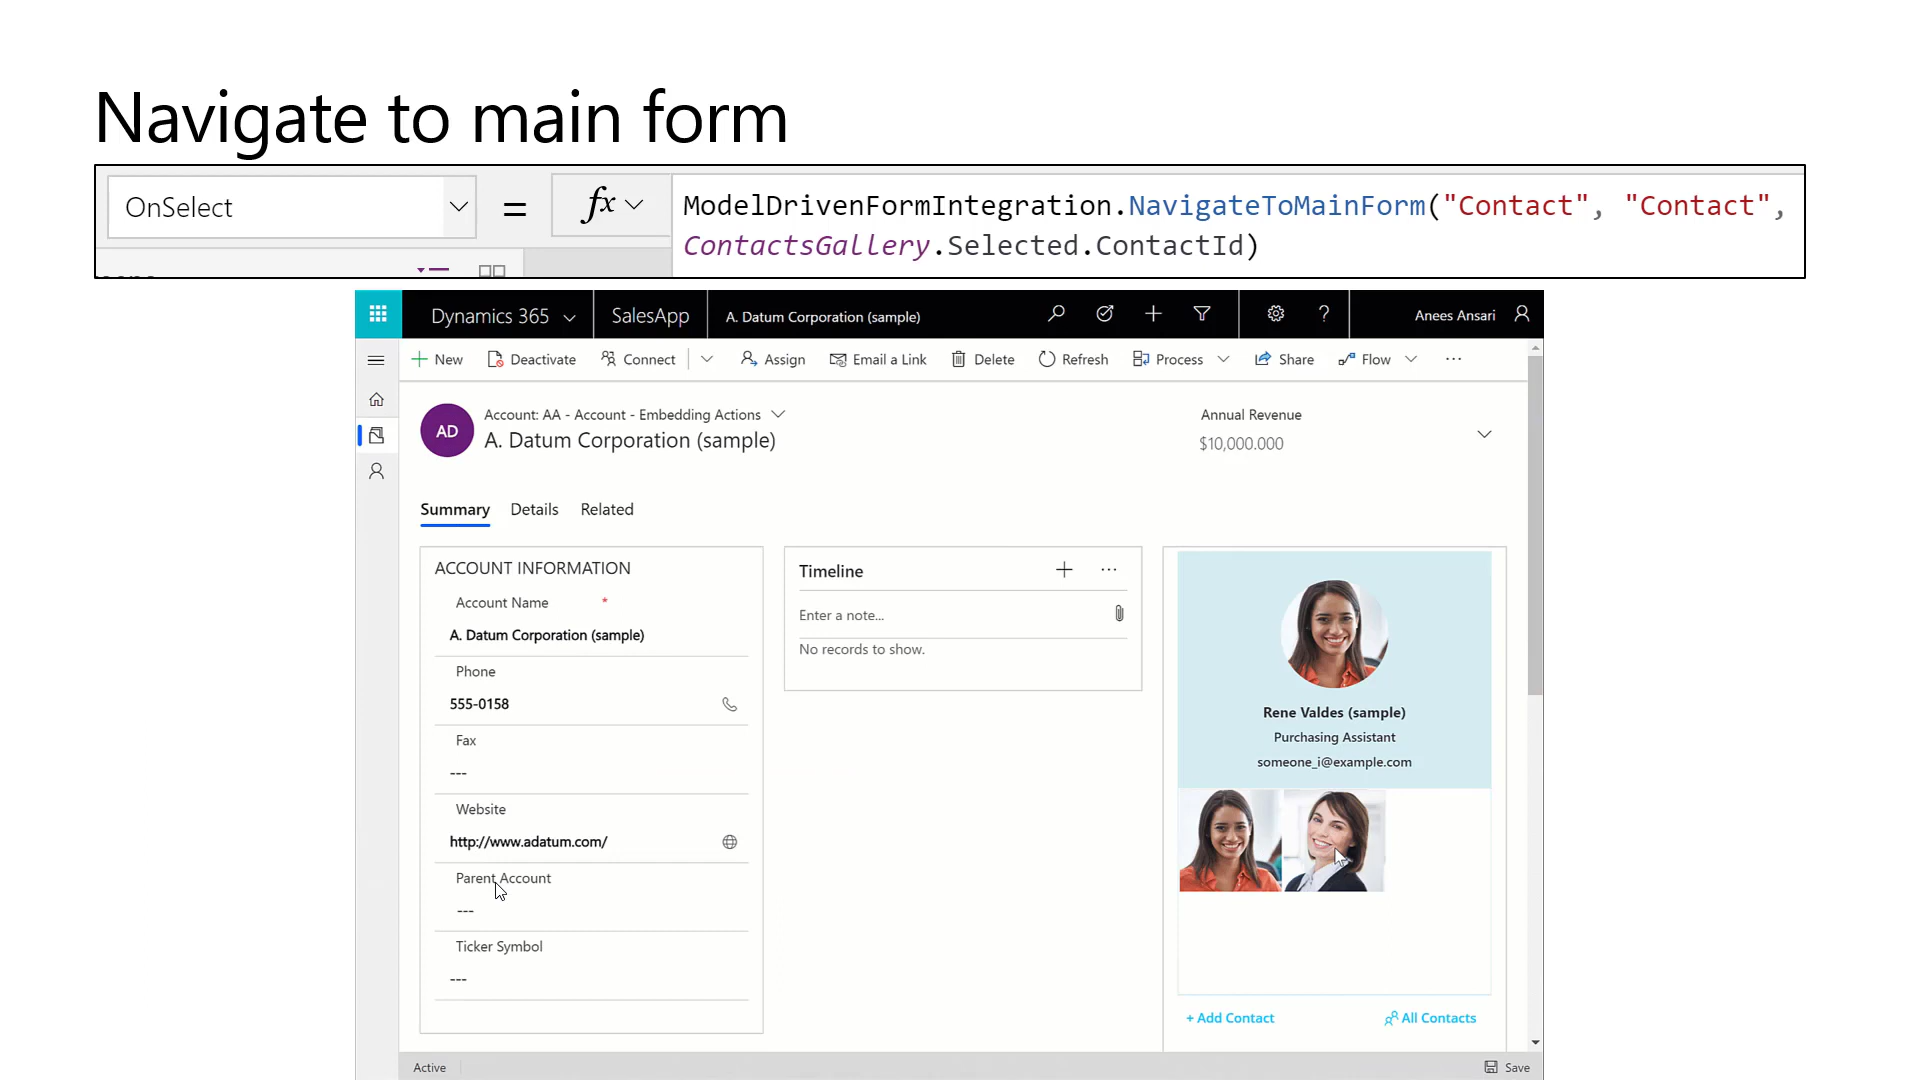 Navigate to main form
OnSelect
=
fx
ModelDrivenFormIntegration.NavigateToMainForm("Contact", "Contact",
ContactsGallery.Selected.ContactId)
Dynamics 365
SalesApp
A. Datum Corporation (sample)
?
Anees Ansari
New
Deactivate
Connect
Assign
Email a Link
Delete
Refresh
Process
Share
Flow
...
AD
Account: AA - Account - Embedding Actions
A. Datum Corporation (sample)
Annual Revenue
$10,000.000
Summary
Details
Related
ACCOUNT INFORMATION
Account Name *
A. Datum Corporation (sample)
Phone
555-0158
Fax
---
Website
http://www.adatum.com/
Parent Account
---
Ticker Symbol
---
Timeline
...
Enter a note...
No records to show.
Rene Valdes (sample)
Purchasing Assistant
someone_i@example.com
+ Add Contact
All Contacts
Active
Save